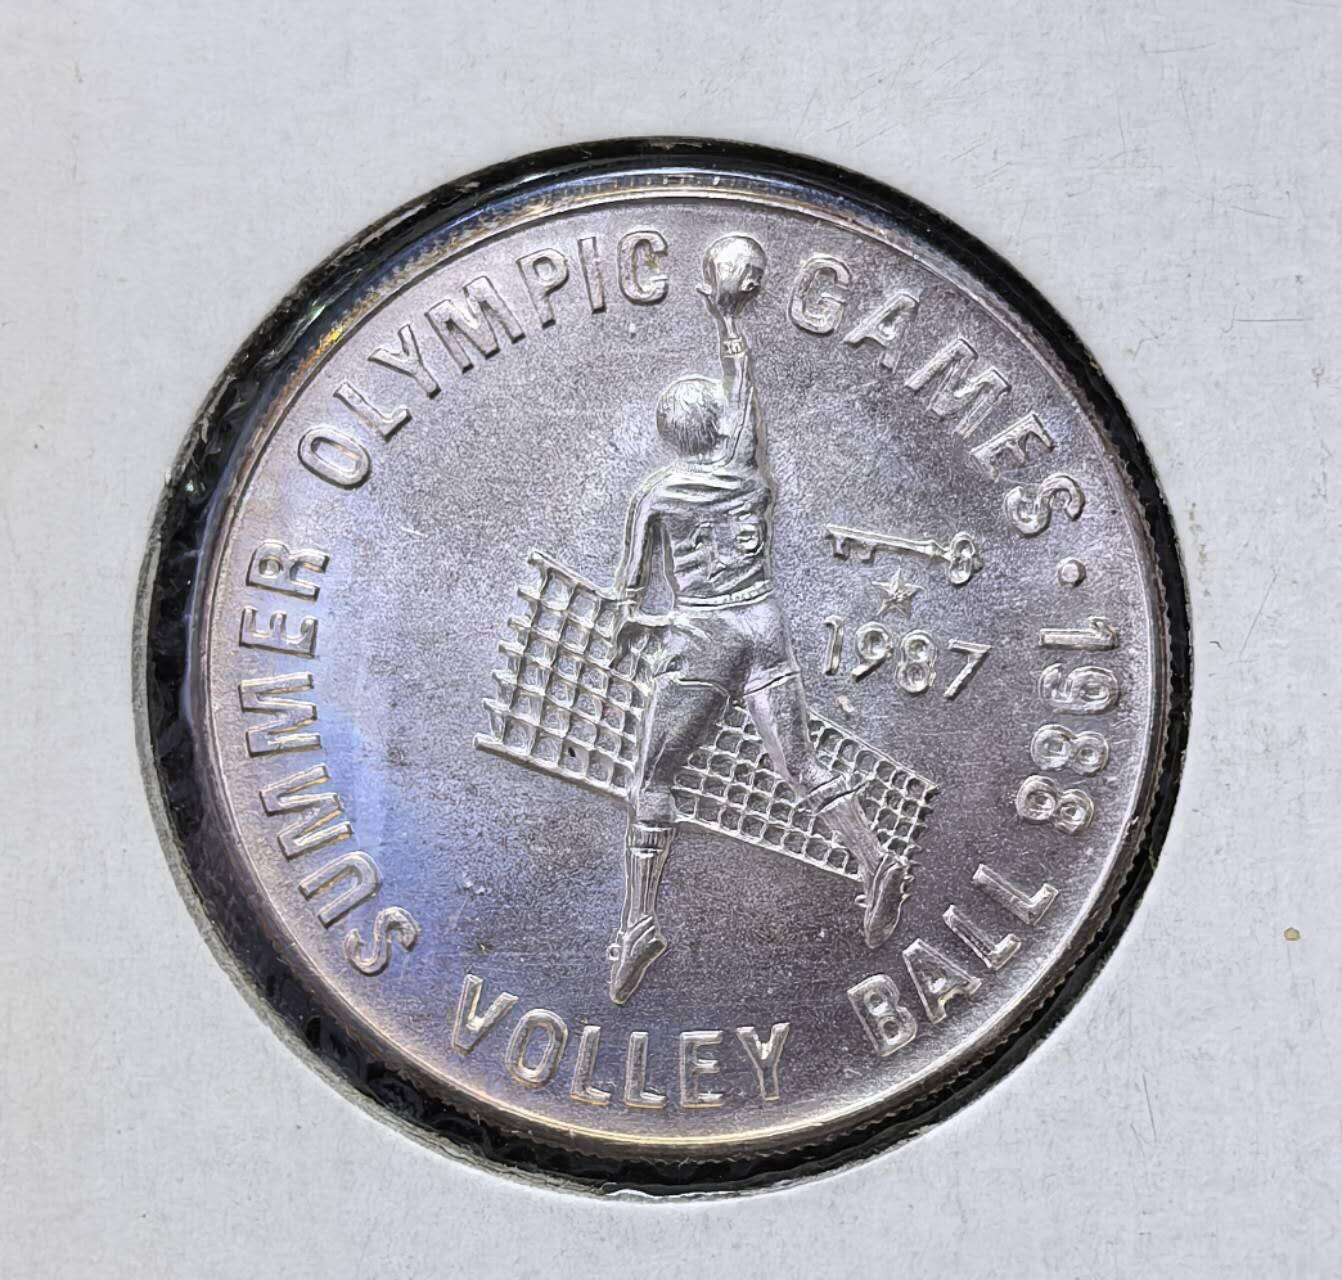 SUMMER OLYMPIC GAMES · 1988
1987
VOLLEY BALL